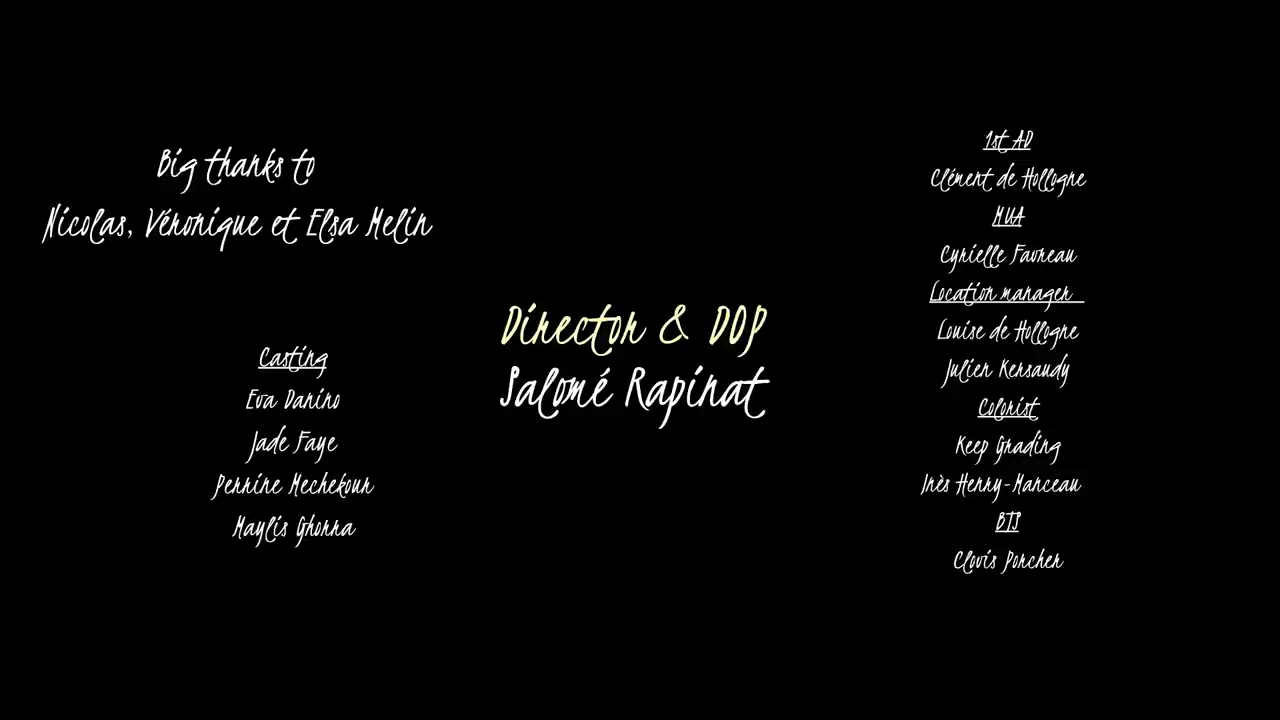 Big thanks to
Nicolas, Véronique et Elsa Melin
Casting
Eva Danino
Jade Faye
Perrine Mechekour
Maylis Ghorra
Director & DOP
Salomé Rapinat
1st AD
Clément de Hollogne
MUA
Cyrielle Favreau
Location manager
Louise de Hollogne
Julien Kersaudy
Colorist
Keep Grading
Inès Henry-Manceau
BTS
Clovis Porcher